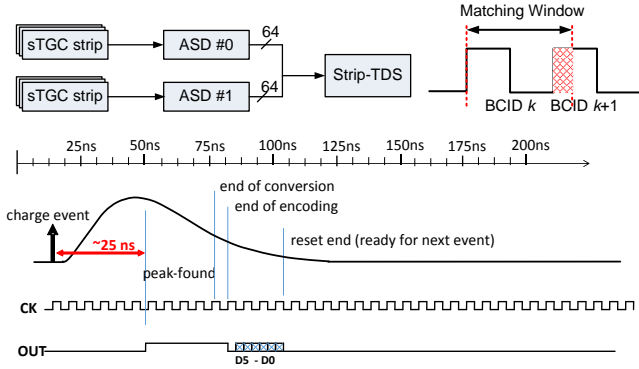 sTGC strip
ASD #0
64
sTGC strip
ASD #1
64
Strip-TDS
Matching Window
BCID k
BCID k+1
25ns
50ns
75ns
100ns
125ns
150ns
175ns
200ns
end of conversion
end of encoding
charge event
reset end (ready for next event)
~25 ns
peak-found
CK
OUT
D5 - D0